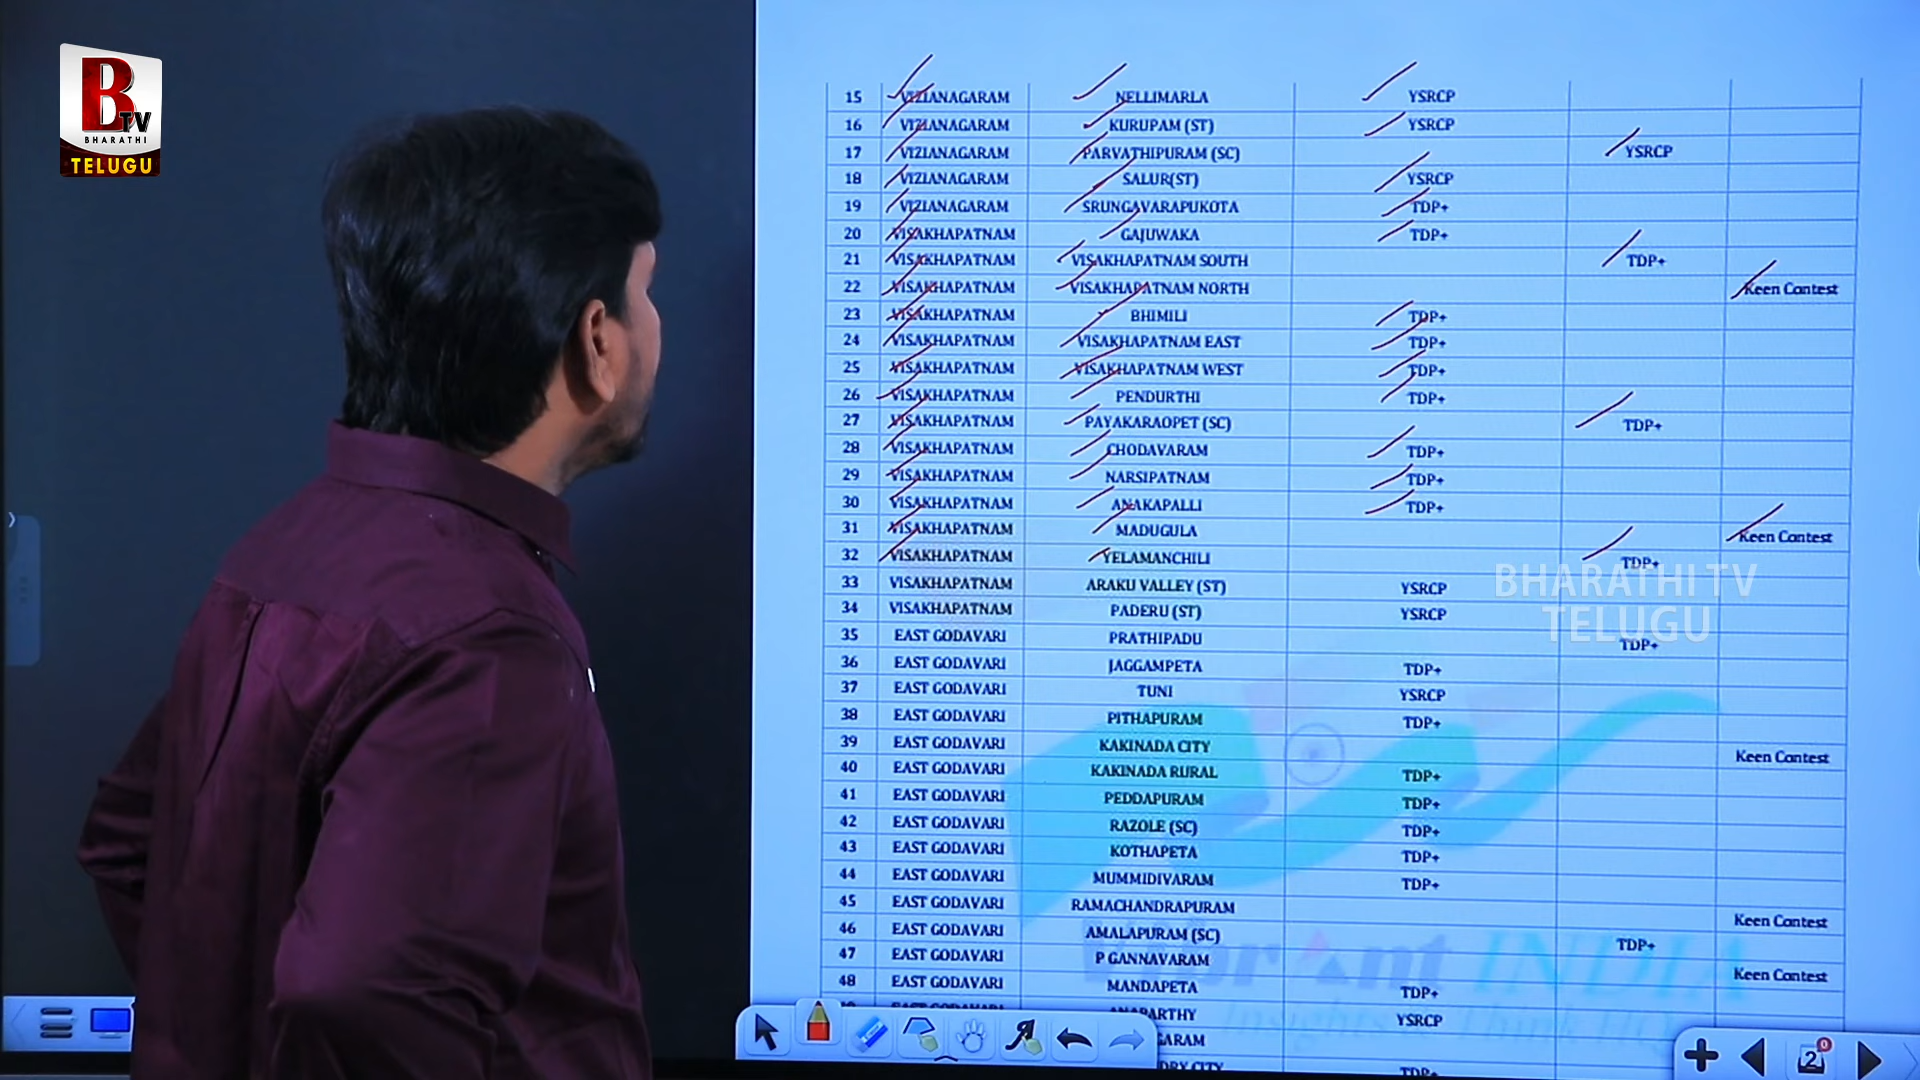 B TV
BHARATHI
TELUGU
15 VIZIANAGARAM NELLIMARLA YSRCP
16 VIZIANAGARAM KURUPAM (ST) YSRCP
17 VIZIANAGARAM PARVATHIPURAM (SC) YSRCP
18 VIZIANAGARAM SALUR(ST) YSRCP
19 VIZIANAGARAM SRUNGAVARAPUKOTA TDP+
20 VISAKHAPATNAM GAJUWAKA TDP+
21 VISAKHAPATNAM VISAKHAPATNAM SOUTH TDP+
22 VISAKHAPATNAM VISAKHAPATNAM NORTH Keen Contest
23 VISAKHAPATNAM BHIMILI TDP+
24 VISAKHAPATNAM VISAKHAPATNAM EAST TDP+
25 VISAKHAPATNAM VISAKHAPATNAM WEST TDP+
26 VISAKHAPATNAM PENDURTHI TDP+
27 VISAKHAPATNAM PAYAKARAOPET (SC) TDP+
28 VISAKHAPATNAM CHODAVARAM TDP+
29 VISAKHAPATNAM NARSIPATNAM TDP+
30 VISAKHAPATNAM ANAKAPALLI TDP+
31 VISAKHAPATNAM MADUGULA Keen Contest
32 VISAKHAPATNAM YELAMANCHILI TDP+
33 VISAKHAPATNAM ARAKU VALLEY (ST) YSRCP
34 VISAKHAPATNAM PADERU (ST) YSRCP
35 EAST GODAVARI PRATHIPADU TDP+
36 EAST GODAVARI JAGGAMPETA TDP+
37 EAST GODAVARI TUNI YSRCP
38 EAST GODAVARI PITHAPURAM TDP+
39 EAST GODAVARI KAKINADA CITY Keen Contest
40 EAST GODAVARI KAKINADA RURAL TDP+
41 EAST GODAVARI PEDDAPURAM TDP+
42 EAST GODAVARI RAZOLE (SC) TDP+
43 EAST GODAVARI KOTHAPETA TDP+
44 EAST GODAVARI MUMMIDIVARAM TDP+
45 EAST GODAVARI RAMACHANDRAPURAM Keen Contest
46 EAST GODAVARI AMALAPURAM (SC) TDP+
47 EAST GODAVARI P GANNAVARAM Keen Contest
48 EAST GODAVARI MANDAPETA TDP+
EAST GODAVARI YSRCP
TDP+
BHARATHI TV
TELUGU
Vibrant INDIA
2
0